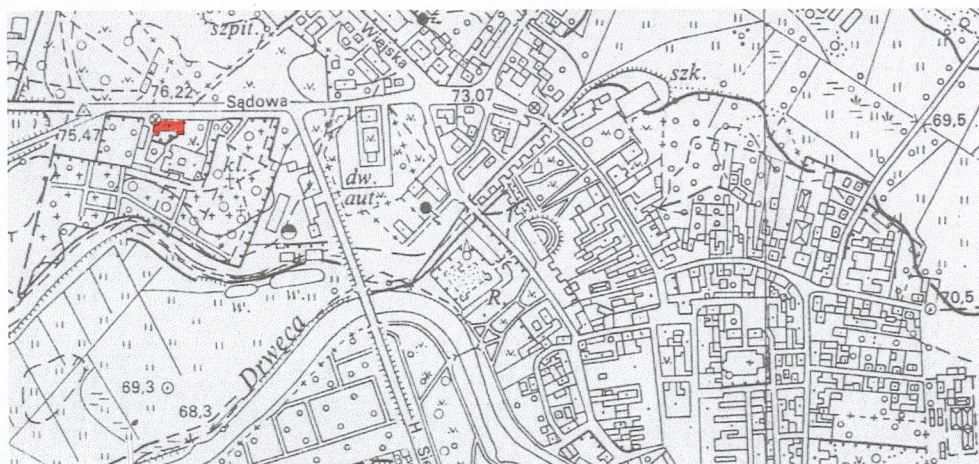 szpit.
Wiejska
76,22
Sądowa
73,07
szk.
75,47
69,5
kl.
dw.
aut.
R.
w.
w.
Drwęca
70,5
69,3
68,3
H